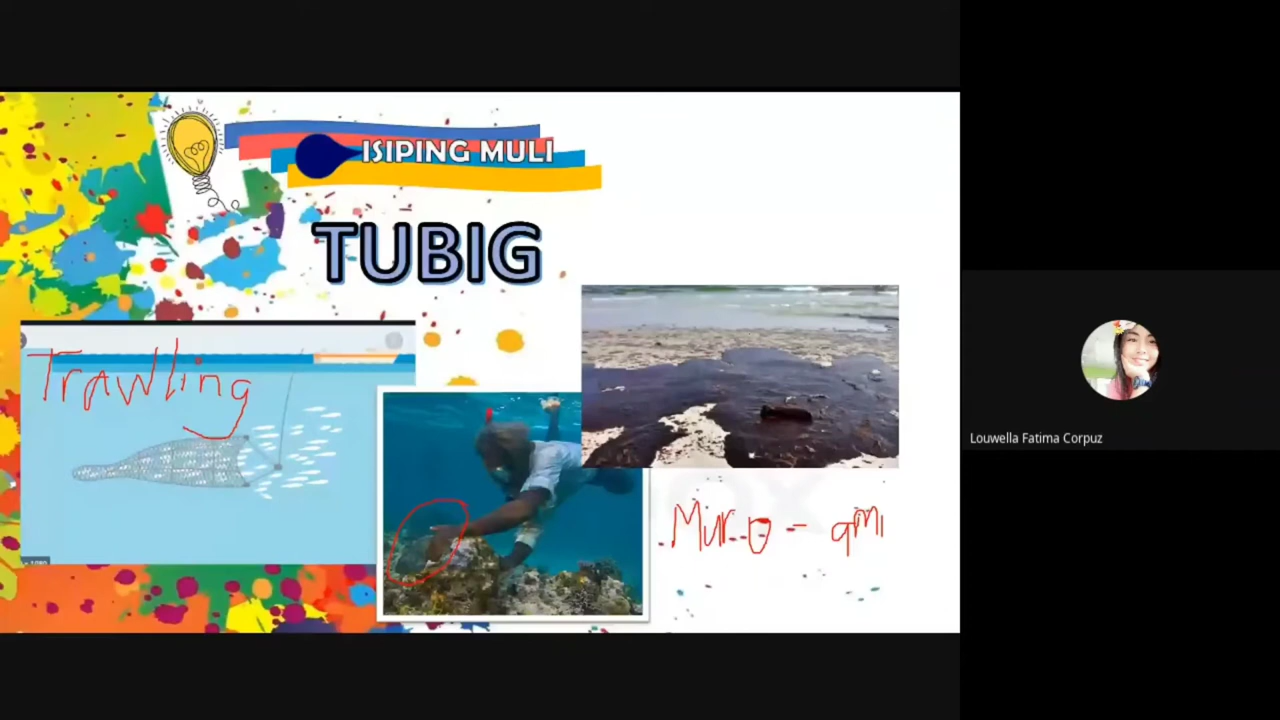 ISIPING MULI
TUBIG
Trawling
Muro - ami
Louwella Fatima Corpuz